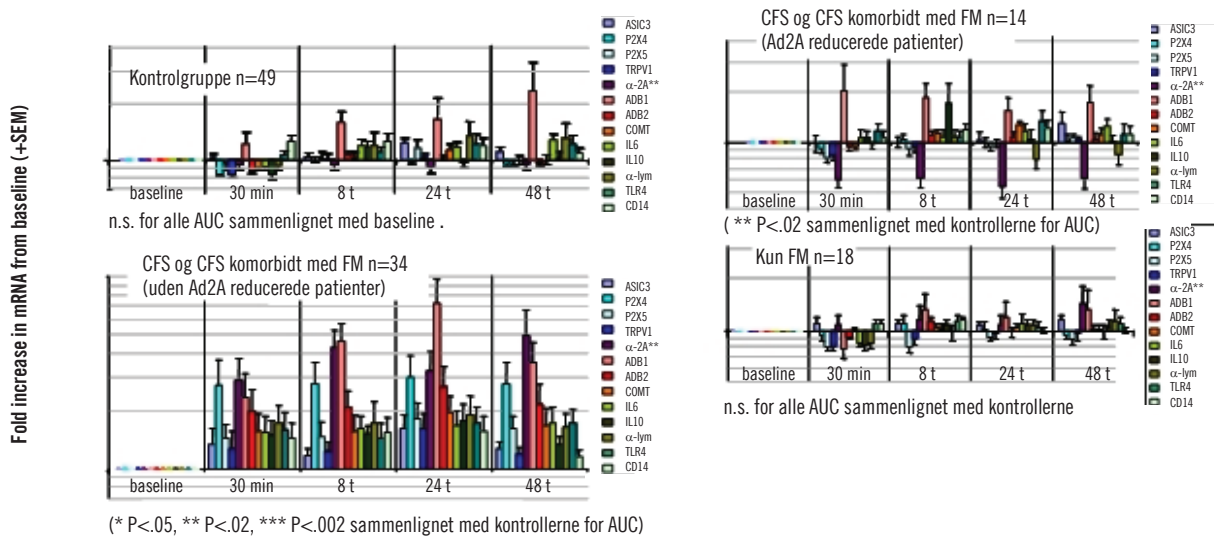 Fold increase in mRNA from baseline (+SEM)
Kontrolgruppe n=49
baseline 30 min 8 t 24 t 48 t
n.s. for alle AUC sammenlignet med baseline .
ASIC3
P2X4
P2X5
TRPV1
α-2A**
ADB1
ADB2
COMT
IL6
IL10
α-lym
TLR4
CD14
CFS og CFS komorbidt med FM n=34
(uden Ad2A reducerede patienter)
baseline 30 min 8 t 24 t 48 t
(* P<.05, ** P<.02, *** P<.002 sammenlignet med kontrollerne for AUC)
ASIC3
P2X4
P2X5
TRPV1
α-2A**
ADB1
ADB2
COMT
IL6
IL10
α-lym
TLR4
CD14
CFS og CFS komorbidt med FM n=14
(Ad2A reducerede patienter)
baseline 30 min 8 t 24 t 48 t
( ** P<.02 sammenlignet med kontrollerne for AUC)
ASIC3
P2X4
P2X5
TRPV1
α-2A**
ADB1
ADB2
COMT
IL6
IL10
α-lym
TLR4
CD14
Kun FM n=18
baseline 30 min 8 t 24 t 48 t
n.s. for alle AUC sammenlignet med kontrollerne
ASIC3
P2X4
P2X5
TRPV1
α-2A**
ADB1
ADB2
COMT
IL6
IL10
α-lym
TLR4
CD14